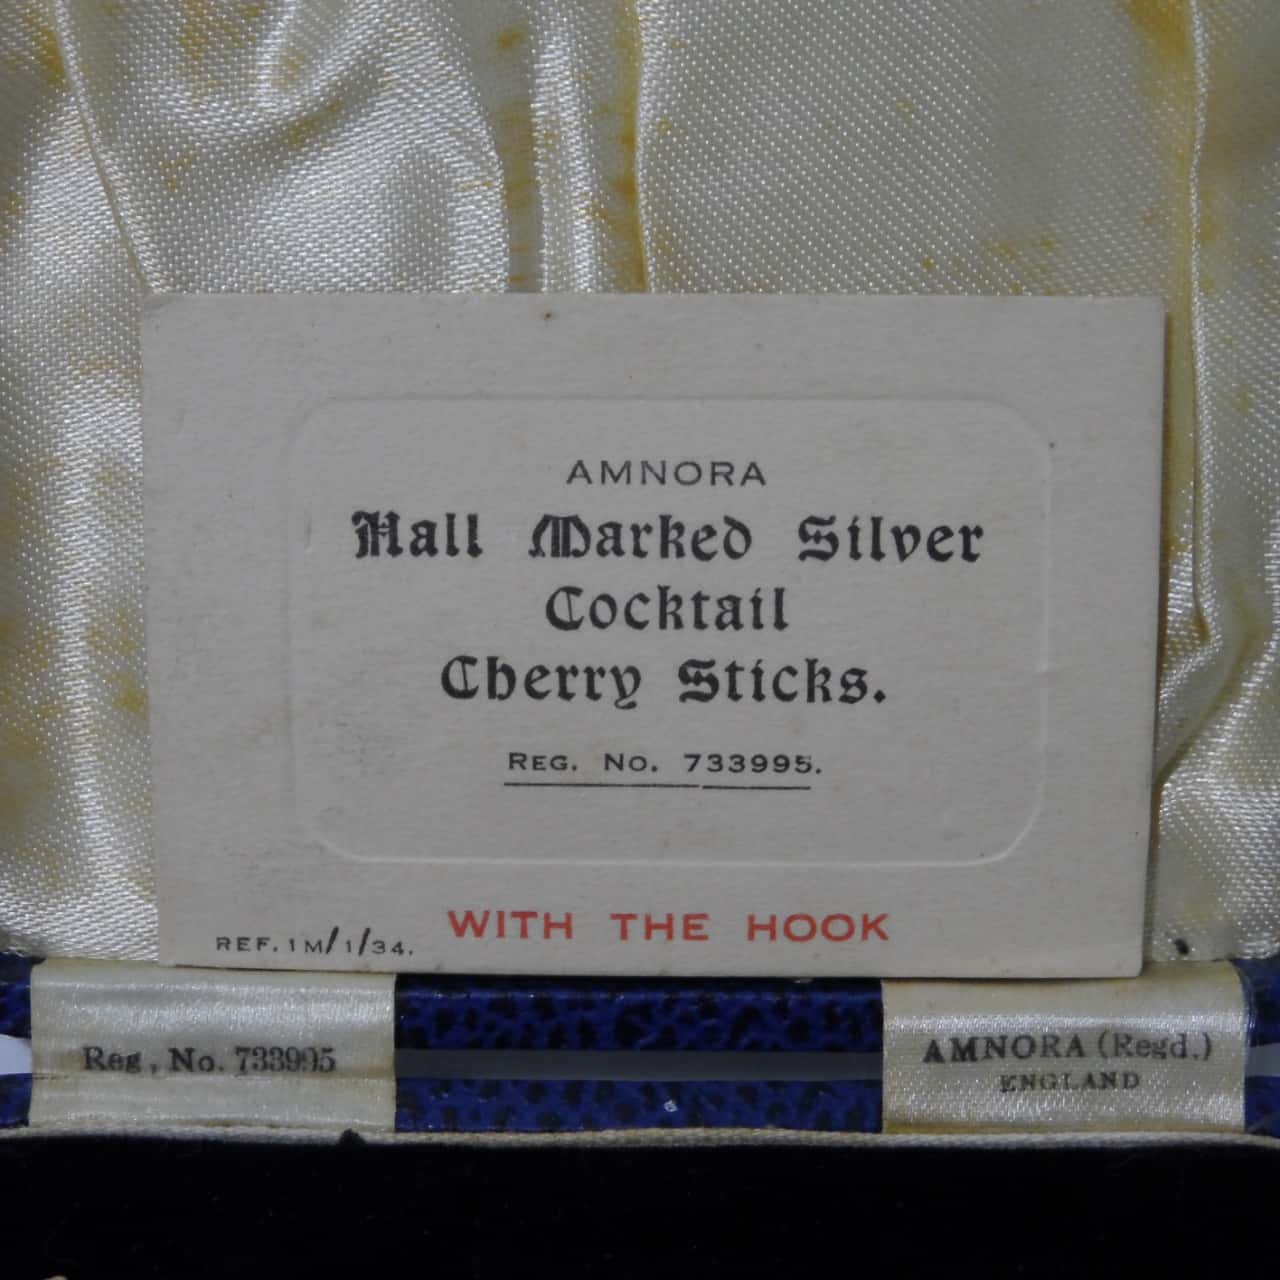 AMNORA
Hall Marked Silver
Cocktail
Cherry Sticks.
REG. NO. 733995.
WITH THE HOOK
REF. 1M/1/34.
Reg, No. 733995
AMNORA (Regd.)
ENGLAND